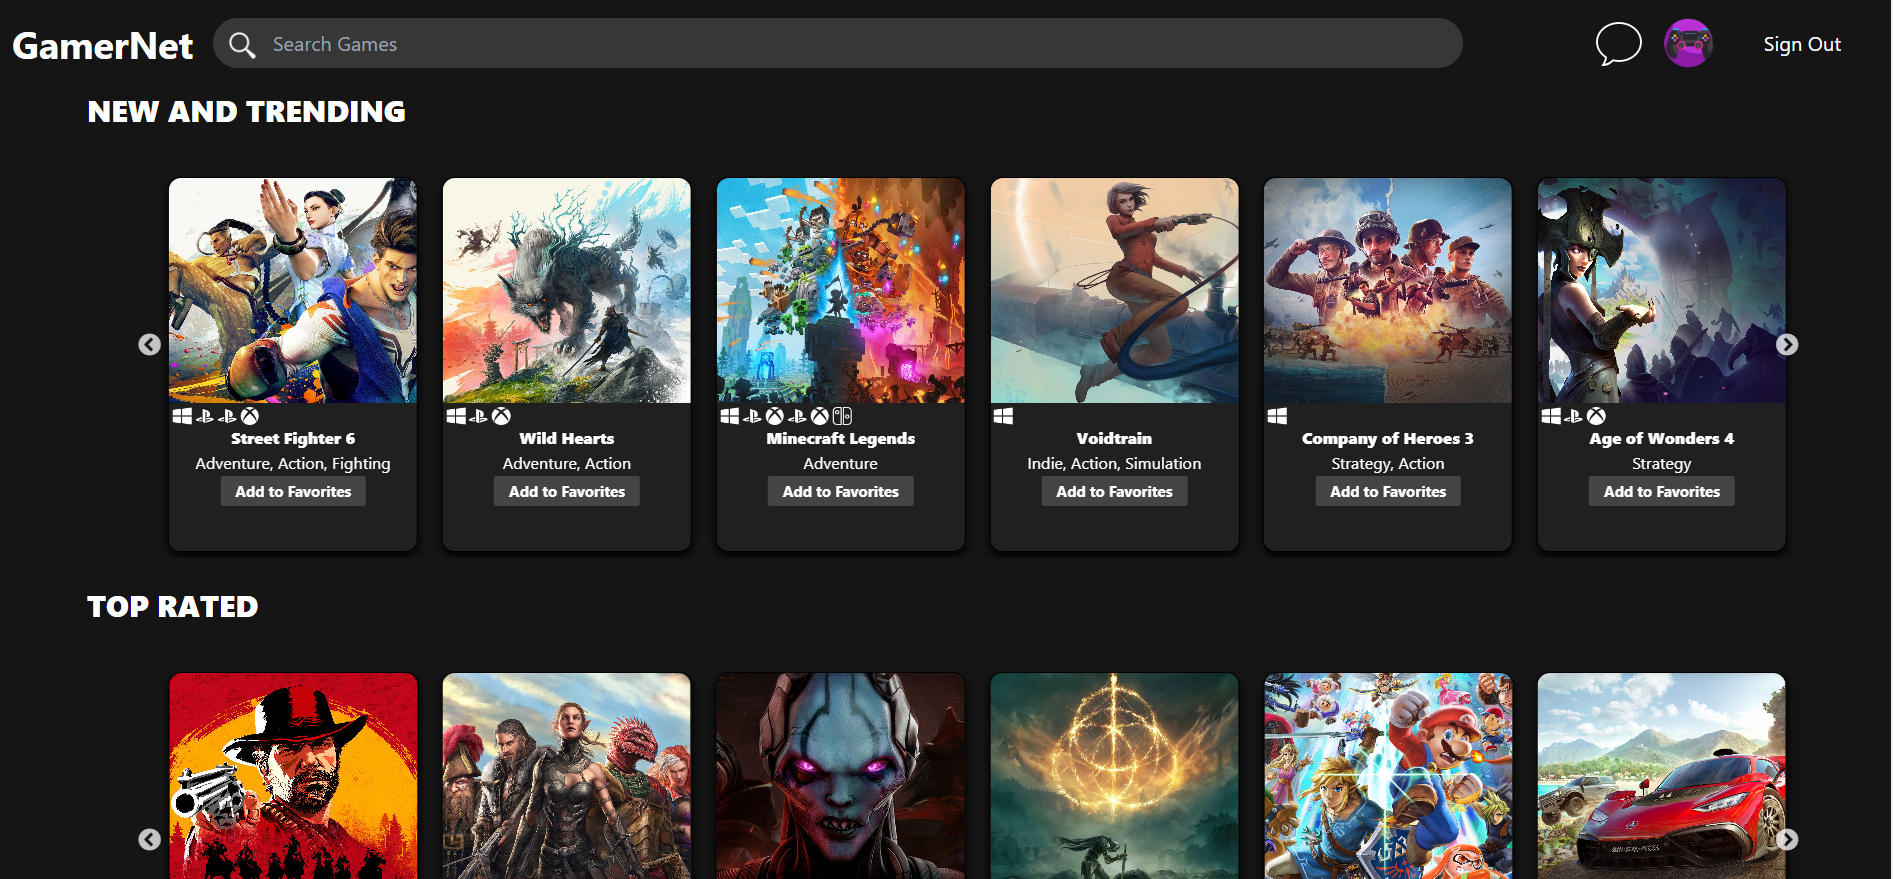 GamerNet
Search Games
Sign Out
NEW AND TRENDING
Street Fighter 6
Adventure, Action, Fighting
Add to Favorites
Wild Hearts
Adventure, Action
Add to Favorites
Minecraft Legends
Adventure
Add to Favorites
Voidtrain
Indie, Action, Simulation
Add to Favorites
Company of Heroes 3
Strategy, Action
Add to Favorites
Age of Wonders 4
Strategy
Add to Favorites
TOP RATED